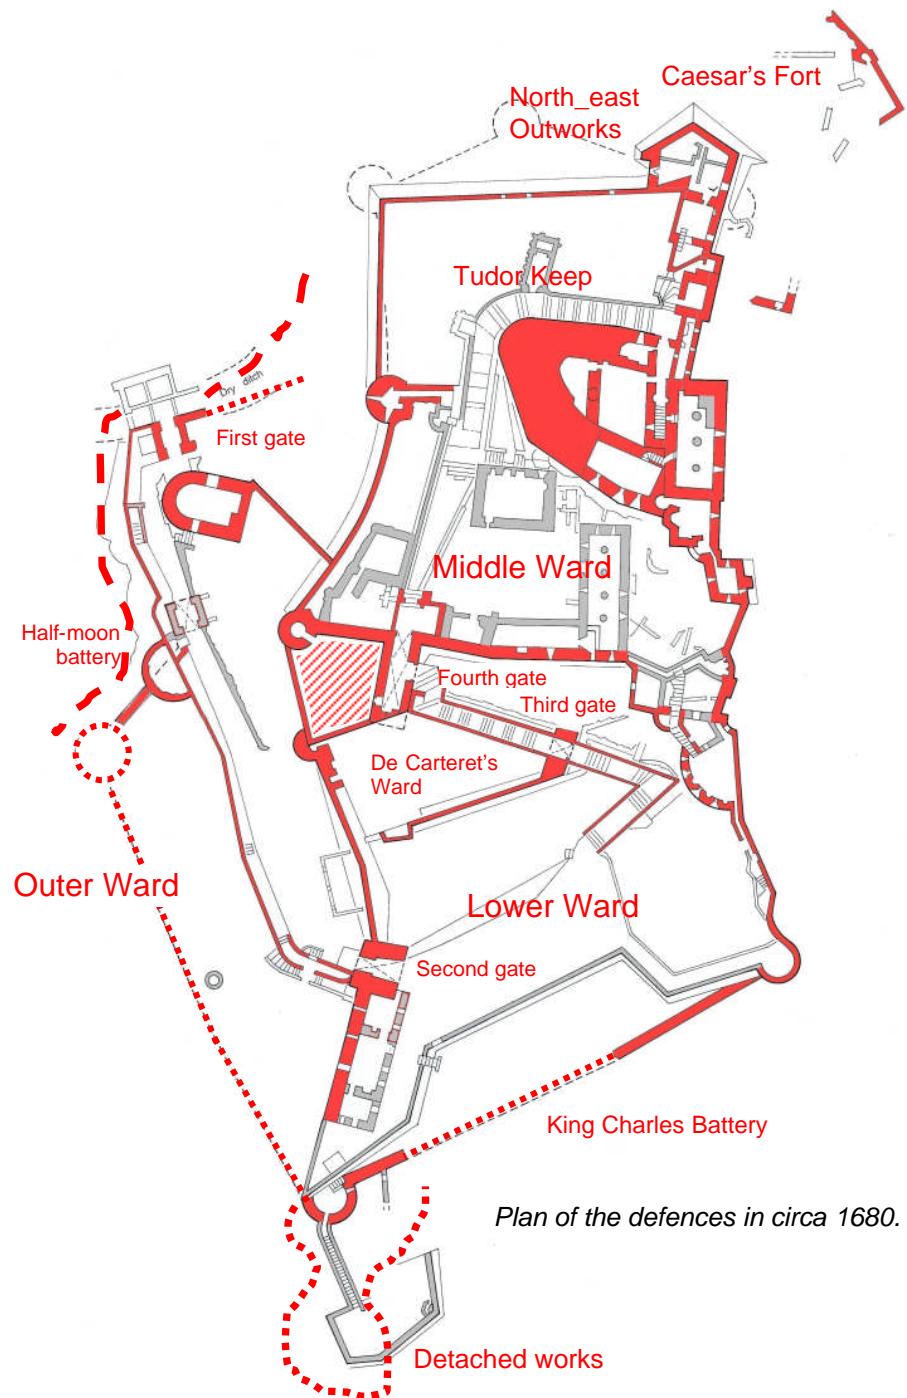 Caesar's Fort
North_east
Outworks
Tudor Keep
Dry ditch
First gate
Middle Ward
Half-moon
battery
Fourth gate
Third gate
De Carteret's
Ward
Outer Ward
Lower Ward
Second gate
King Charles Battery
Plan of the defences in circa 1680.
Detached works